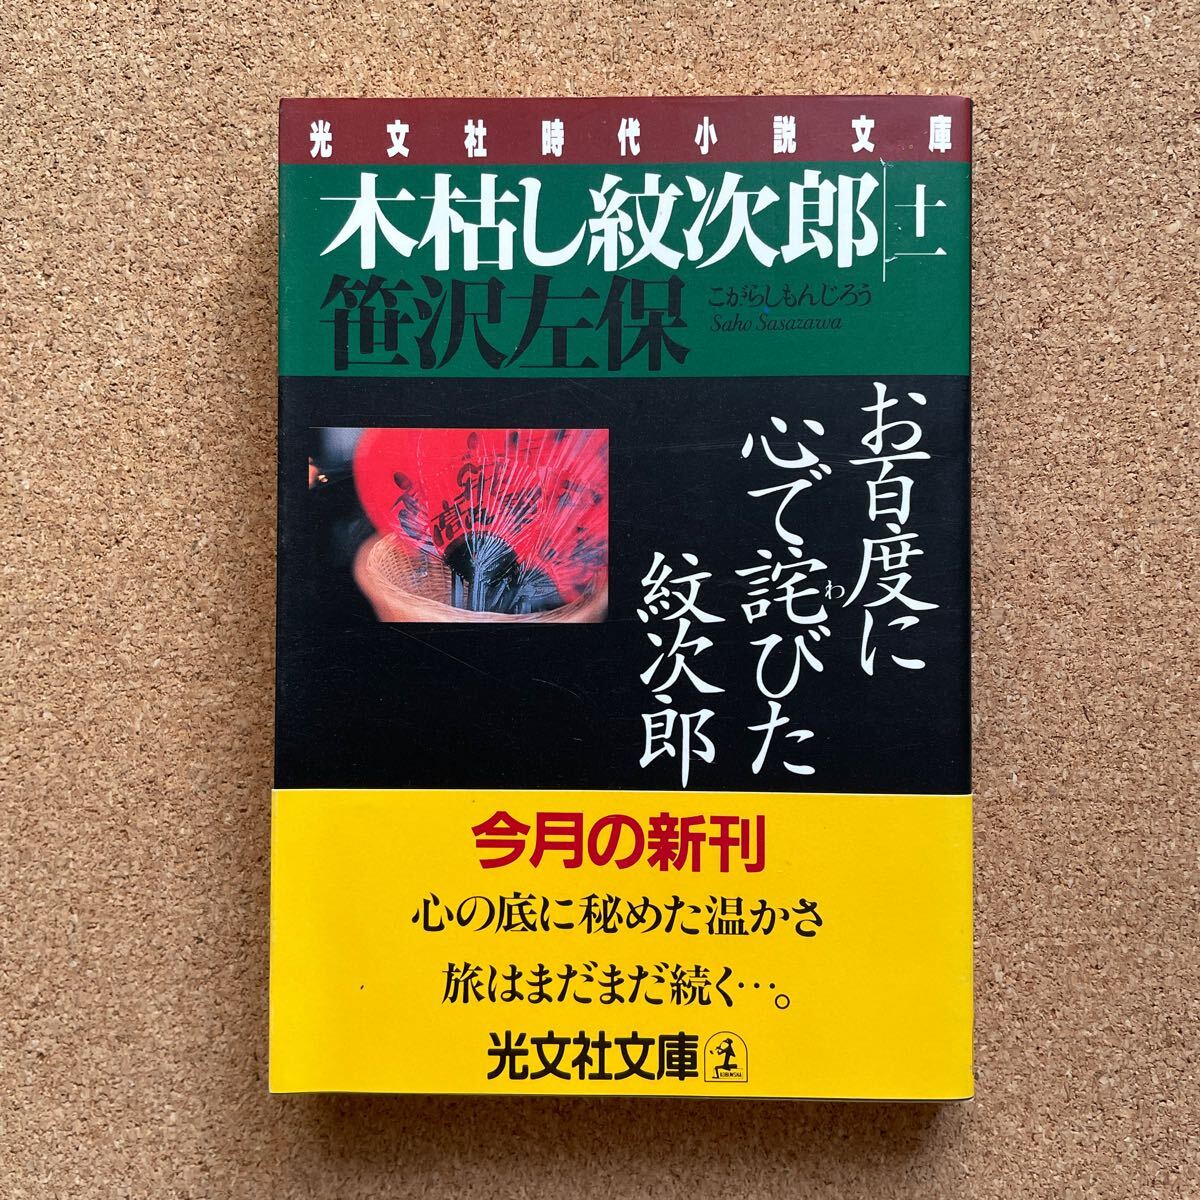 光文社時代小説文庫
木枯し紋次郎
十一
笹沢左保
こがらしもんじろう
Saho Sasazawa
お百度に
心で詫びた
わ
紋次郎
今月の新刊
心の底に秘めた温かさ
旅はまだまだ続く…。
光文社文庫
KOBUNSHA